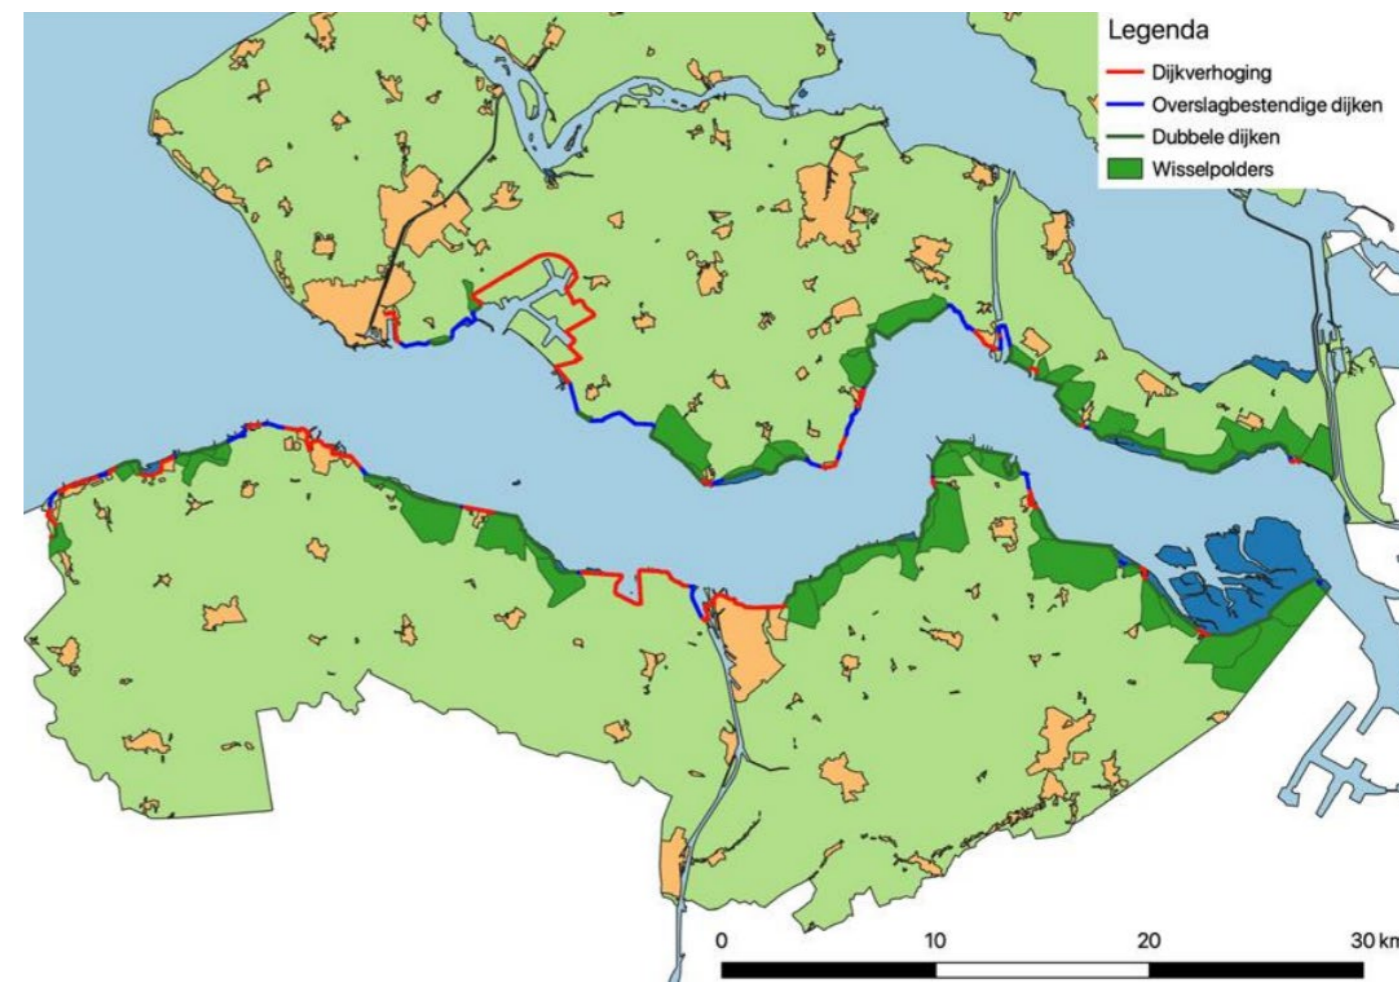 Legenda
Dijkverhoging
Overslagbestendige dijken
Dubbele dijken
Wisselpolders
0 10 20 30 km